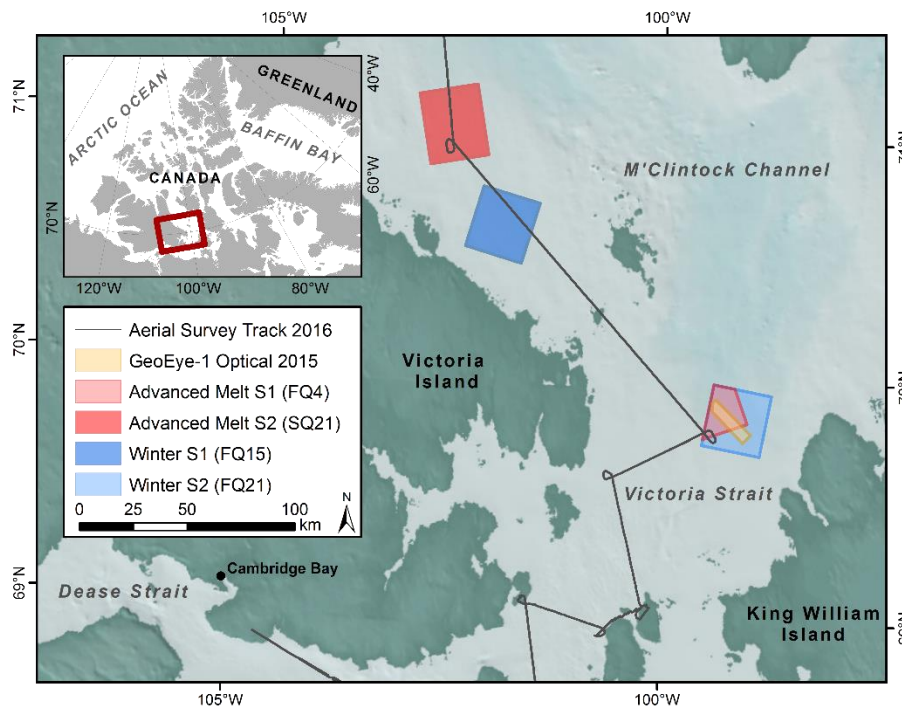 105°W
100°W
71°N
70°N
69°N
71°N
70°N
69°N
105°W
100°W
ARCTIC OCEAN
GREENLAND
BAFFIN BAY
CANADA
40°W
60°W
70°N
120°W
100°W
80°W
Aerial Survey Track 2016
GeoEye-1 Optical 2015
Advanced Melt S1 (FQ4)
Advanced Melt S2 (SQ21)
Winter S1 (FQ15)
Winter S2 (FQ21)
0 25 50 100
km
N
M'Clintock Channel
Victoria
Island
Victoria Strait
Cambridge Bay
Dease Strait
King William
Island